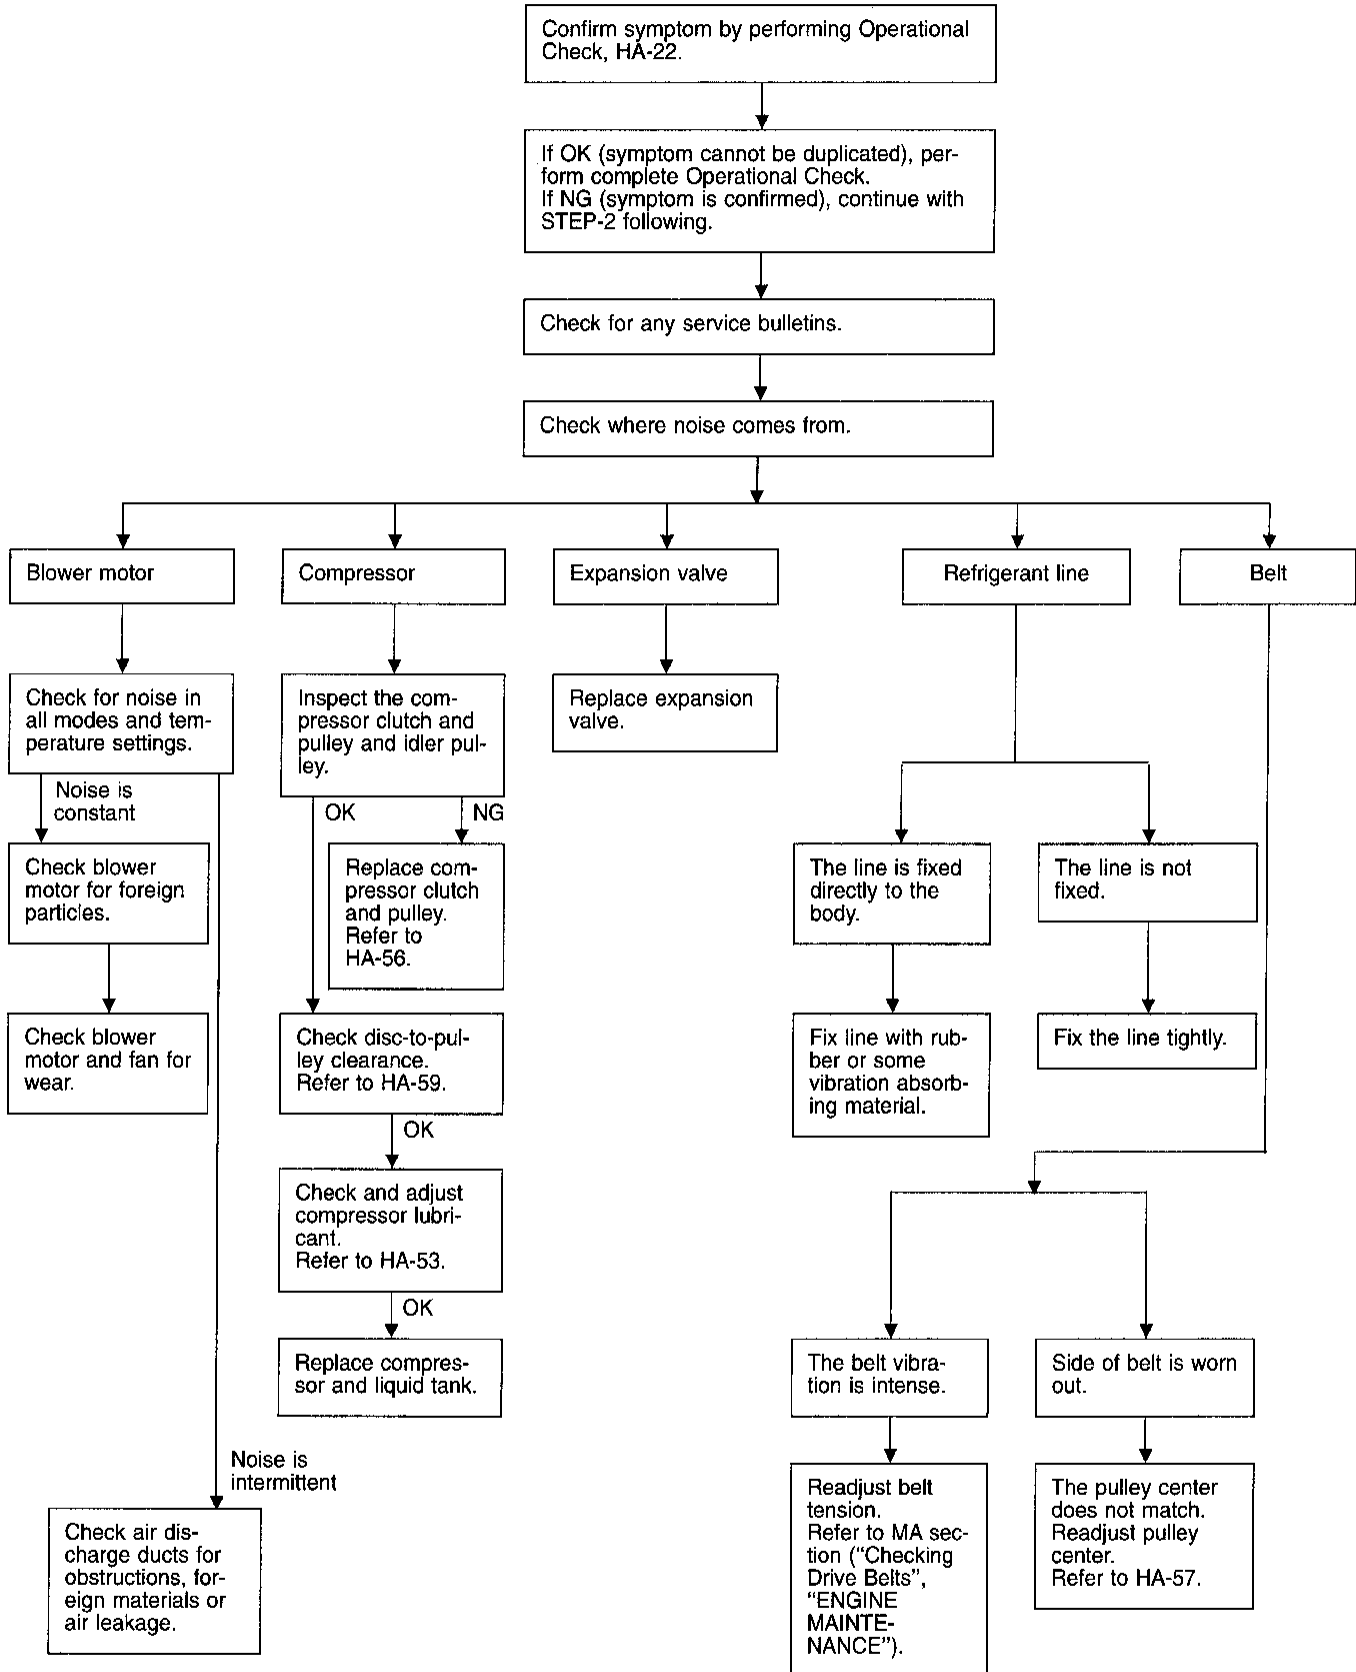 Confirm symptom by performing Operational
Check, HA-22.
If OK (symptom cannot be duplicated), per-
form complete Operational Check.
If NG (symptom is confirmed), continue with
STEP-2 following.
Check for any service bulletins.
Check where noise comes from.
Blower motor
Compressor
Expansion valve
Refrigerant line
Belt
Check for noise in
all modes and tem-
perature settings.
Inspect the com-
pressor clutch and
pulley and idler pul-
ley.
Replace expansion
valve.
Noise is
constant
OK
NG
Check blower
motor for foreign
particles.
Replace com-
pressor clutch
and pulley.
Refer to
HA-56.
The line is fixed
directly to the
body.
The line is not
fixed.
Check blower
motor and fan for
wear.
Check disc-to-pul-
ley clearance.
Refer to HA-59.
Fix line with rub-
ber or some
vibration absorb-
ing material.
Fix the line tightly.
OK
Check and adjust
compressor lubri-
cant.
Refer to HA-53.
OK
Replace compres-
sor and liquid tank.
The belt vibra-
tion is intense.
Side of belt is worn
out.
Noise is
intermittent
Check air dis-
charge ducts for
obstructions, for-
eign materials or
air leakage.
Readjust belt
tension.
Refer to MA sec-
tion ("Checking
Drive Belts",
"ENGINE
MAINTE-
NANCE").
The pulley center
does not match.
Readjust pulley
center.
Refer to HA-57.